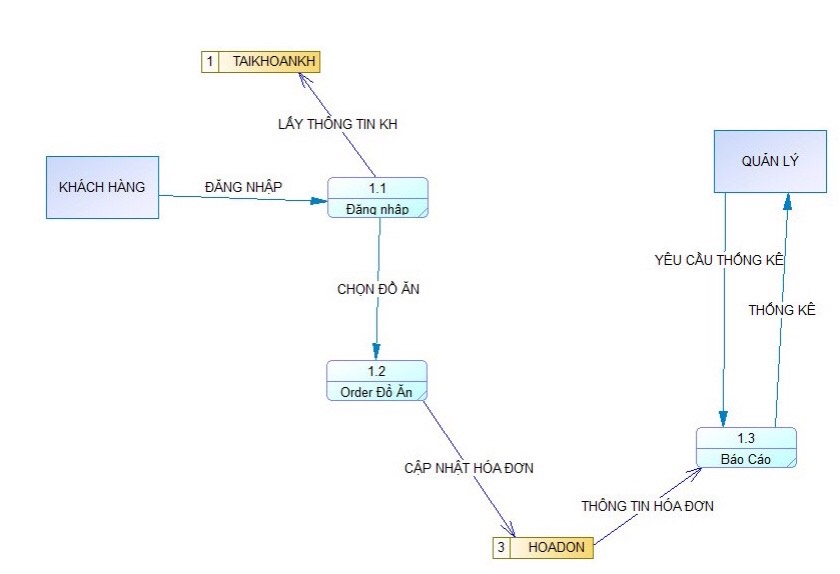 1 TAIKHOANKH
LẤY THÔNG TIN KH
KHÁCH HÀNG
ĐĂNG NHẬP
1.1
Đăng nhập
QUẢN LÝ
CHỌN ĐỒ ĂN
YÊU CẦU THỐNG KÊ
THỐNG KÊ
1.2
Order Đồ Ăn
CẬP NHẬT HÓA ĐƠN
1.3
Báo Cáo
THÔNG TIN HÓA ĐƠN
3 HOADON